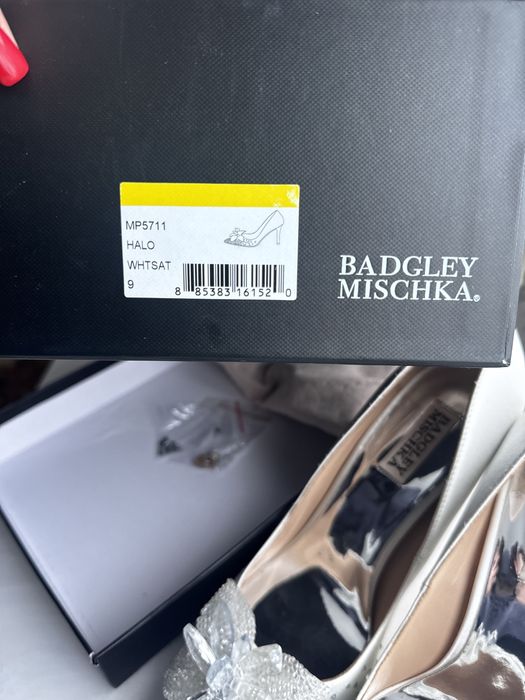 MP5711
HALO
WHTSAT
9
8 85383 16152 0
BADGLEY
MISCHKA®
BADGLEY
MISCHKA